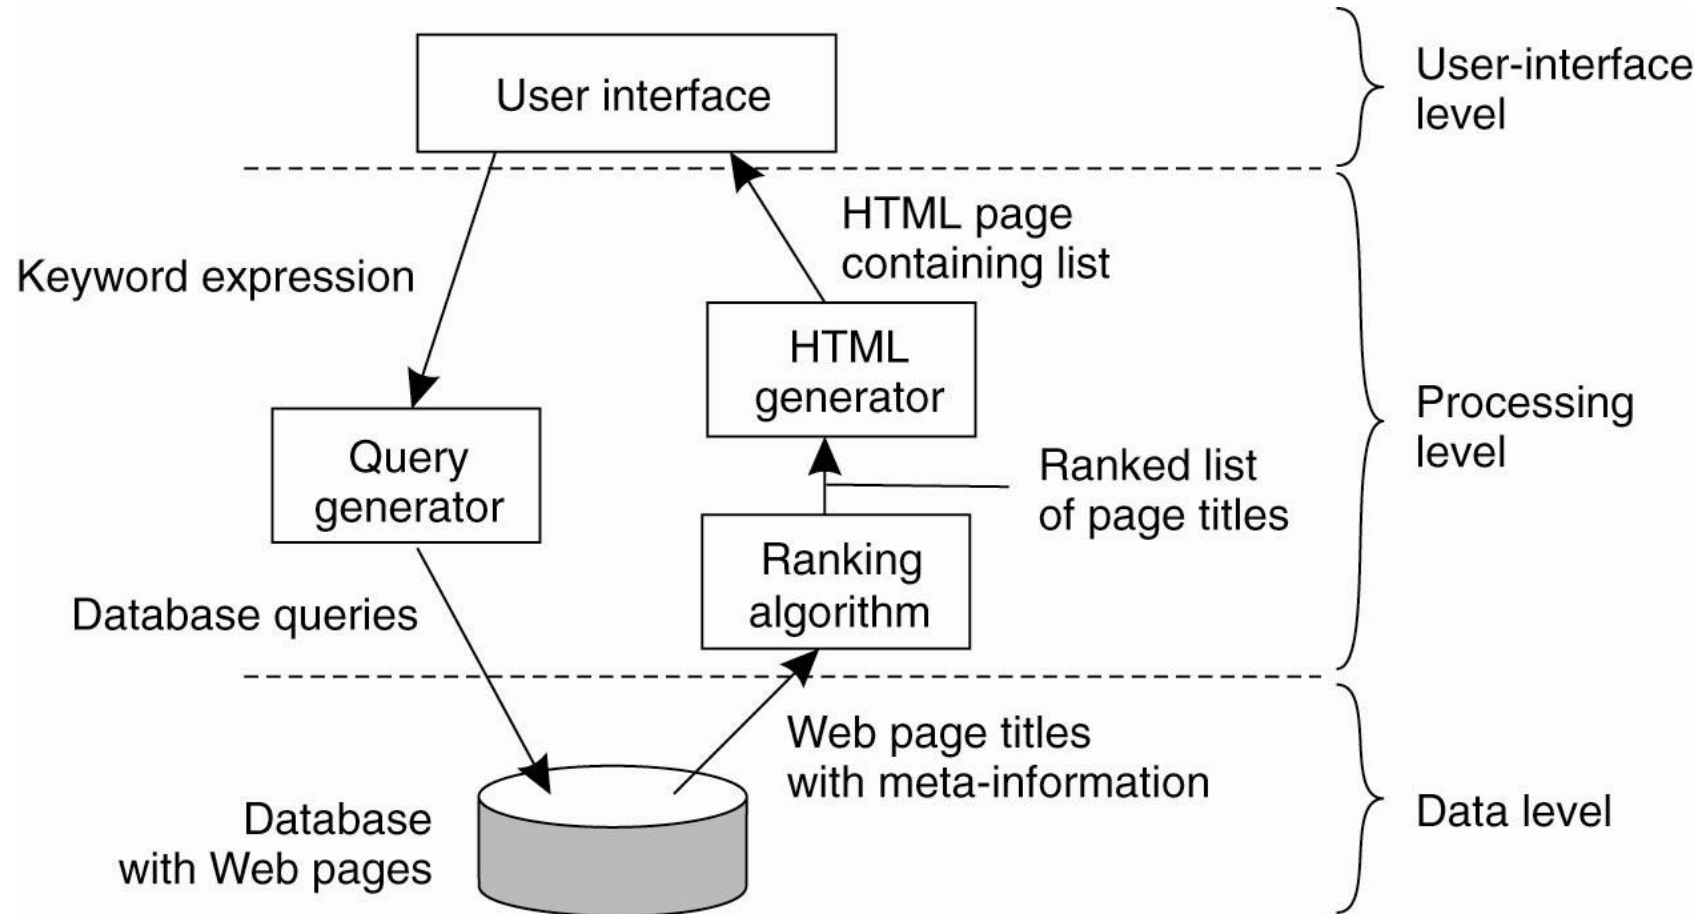 User interface
User-interface
level
HTML page
containing list
Keyword expression
HTML
generator
Processing
level
Query
generator
Ranked list
of page titles
Ranking
algorithm
Database queries
Web page titles
with meta-information
Database
with Web pages
Data level